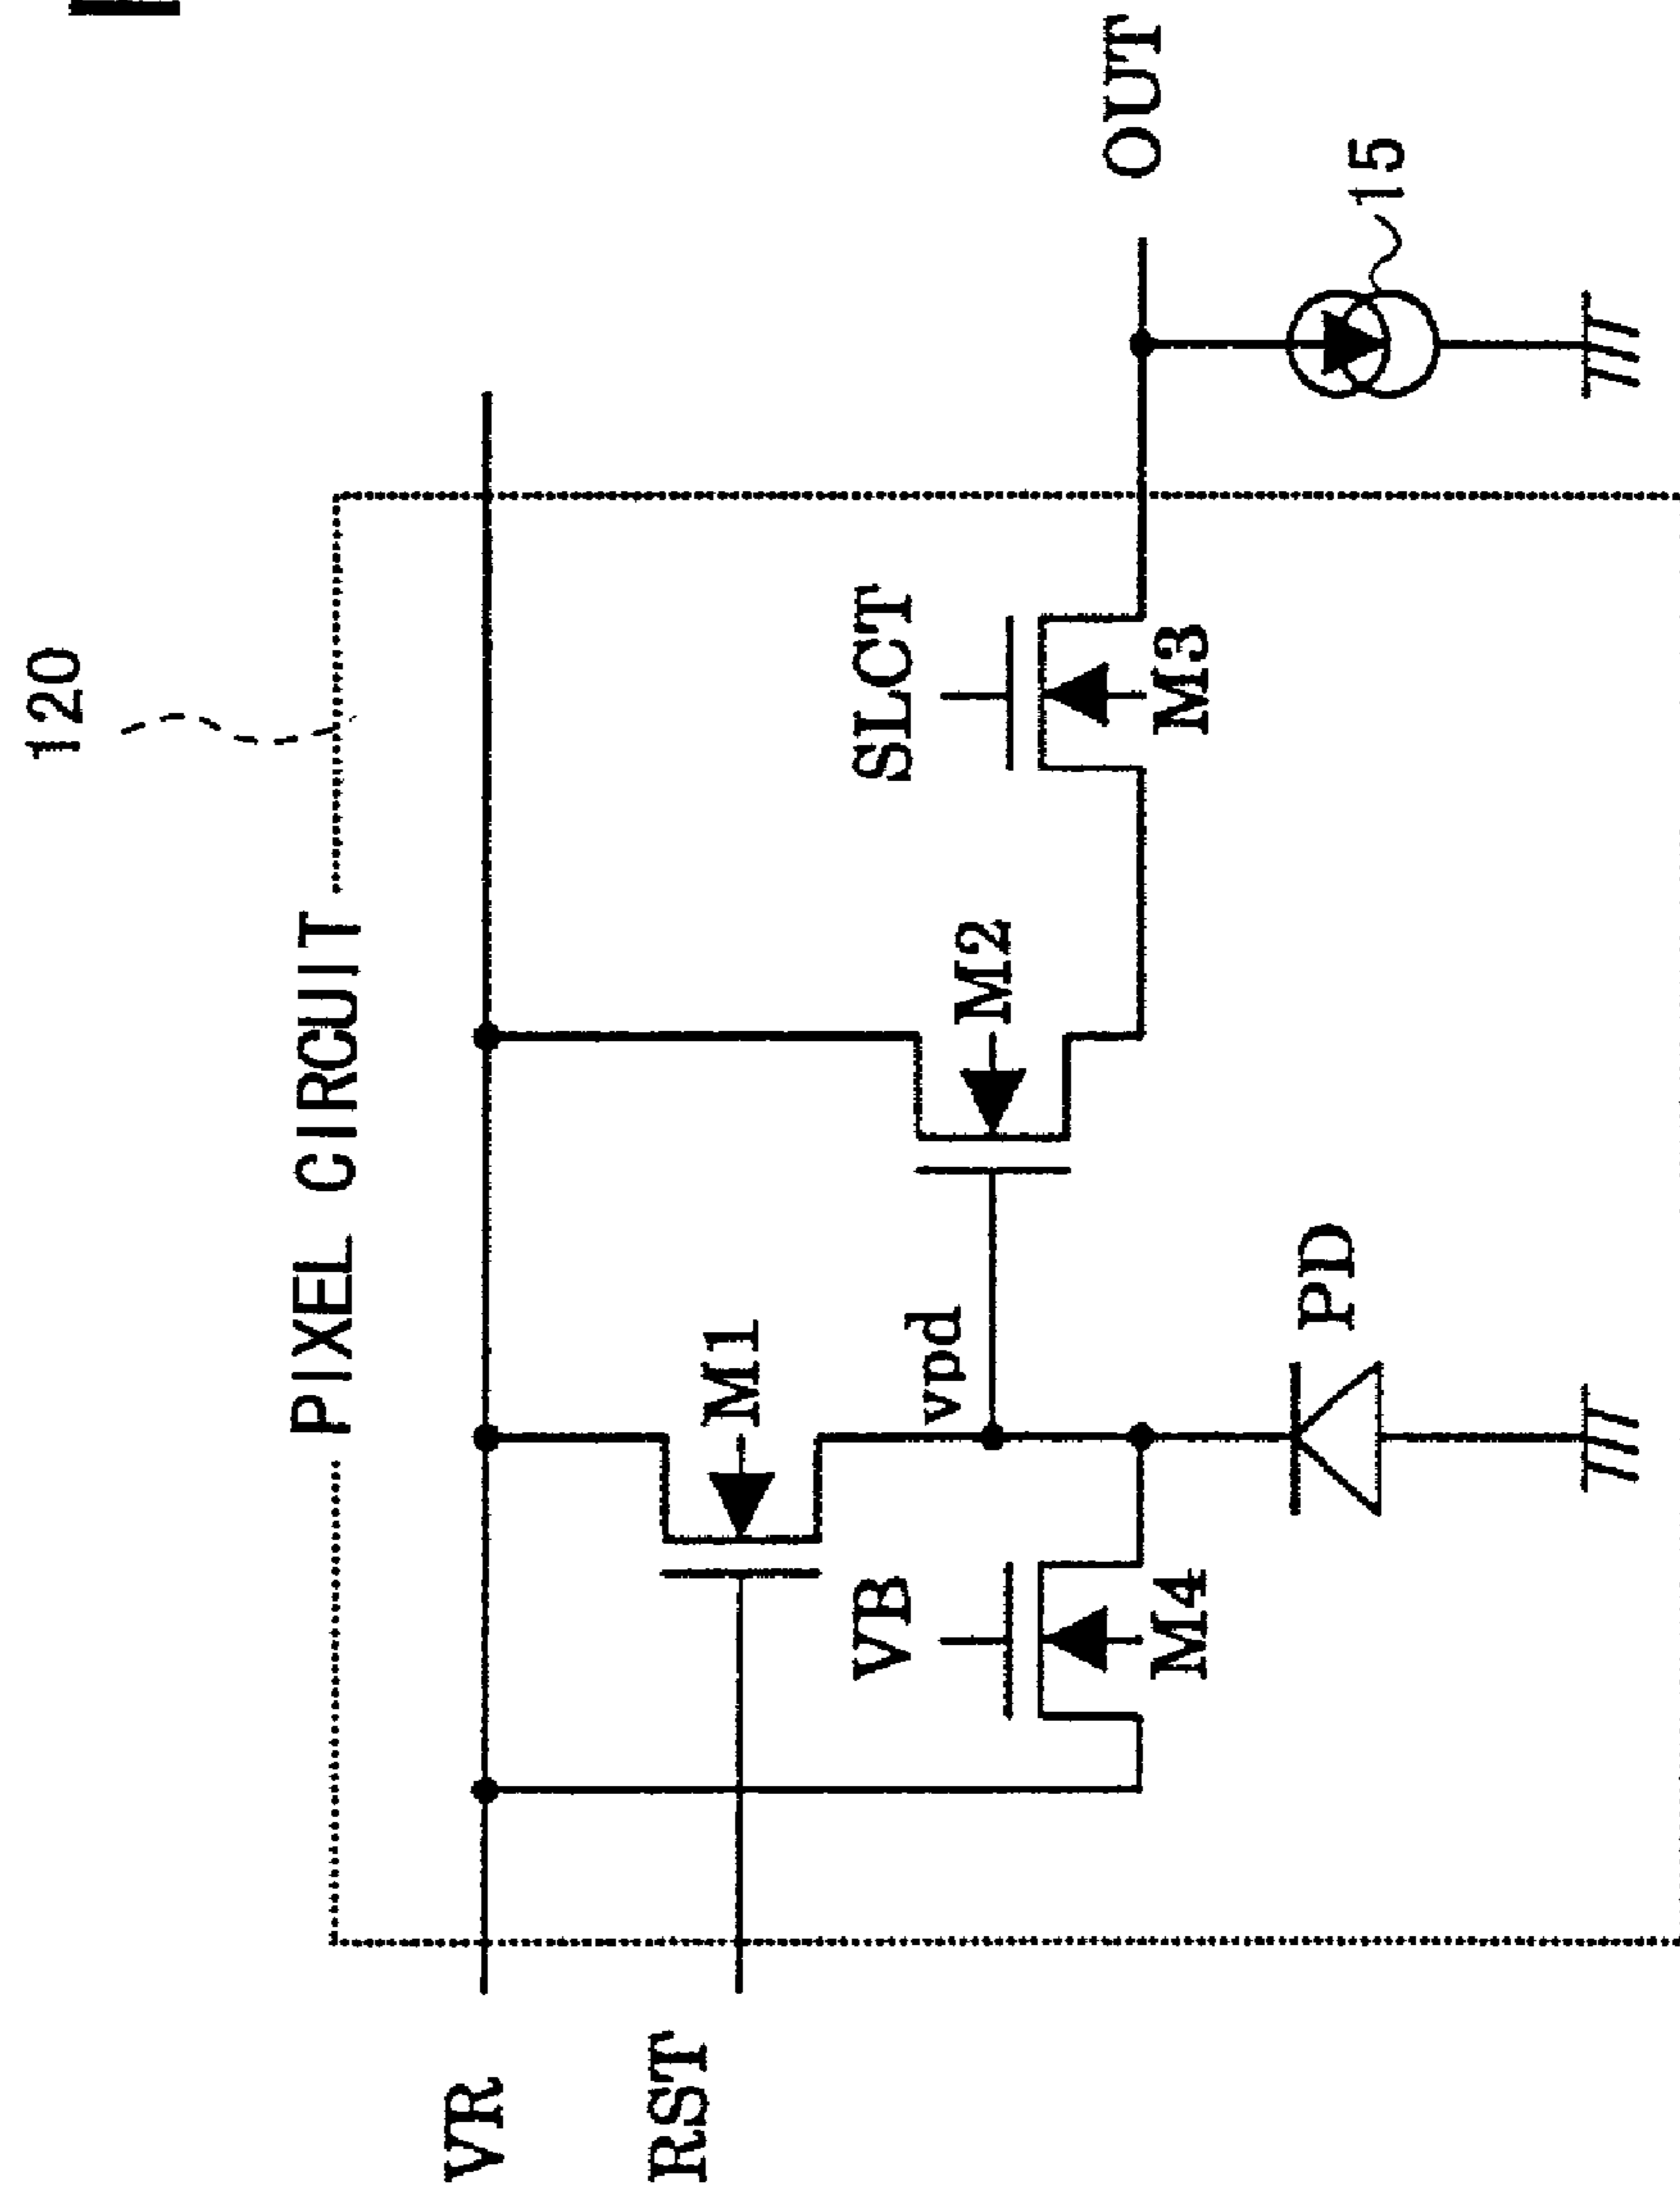 120
PIXEL CIRCUIT
VR
RST
M1
M2
VB
SLCT
OUT
vpd
M4
M3
PD
15